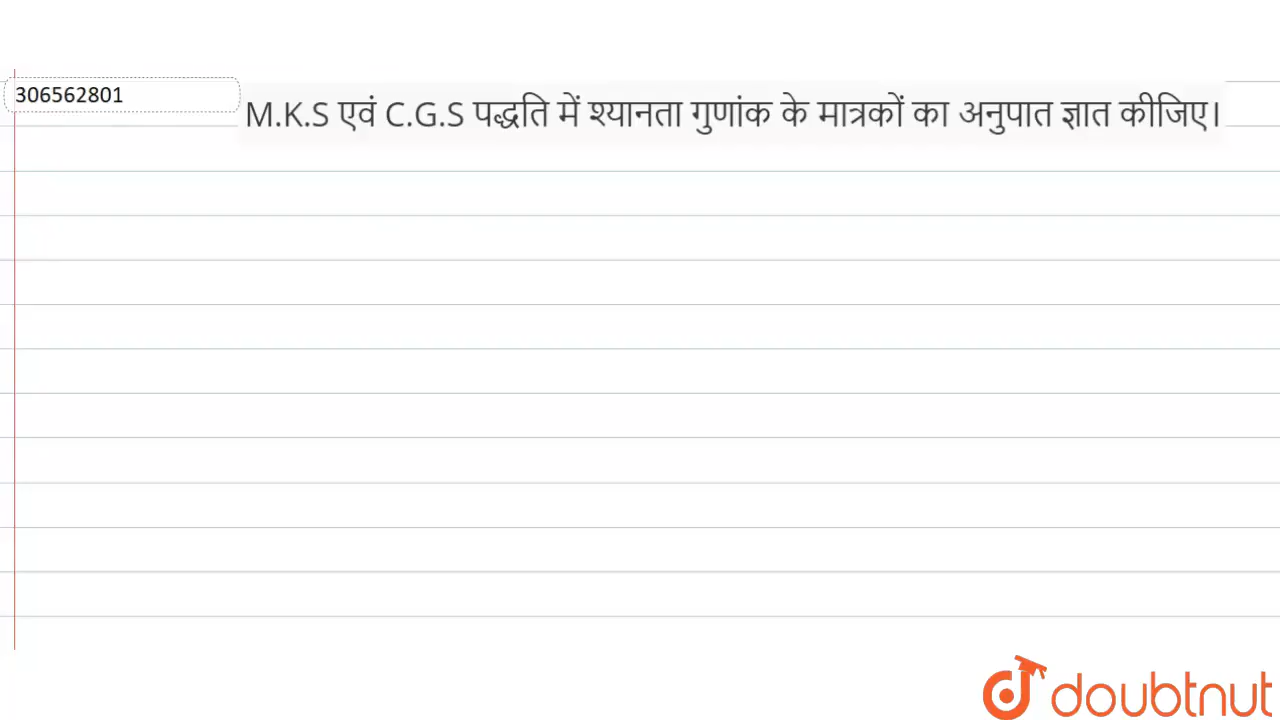 306562801
M.K.S एवं C.G.S पद्धति में श्यानता गुणांक के मात्रकों का अनुपात ज्ञात कीजिए।
doubtnut